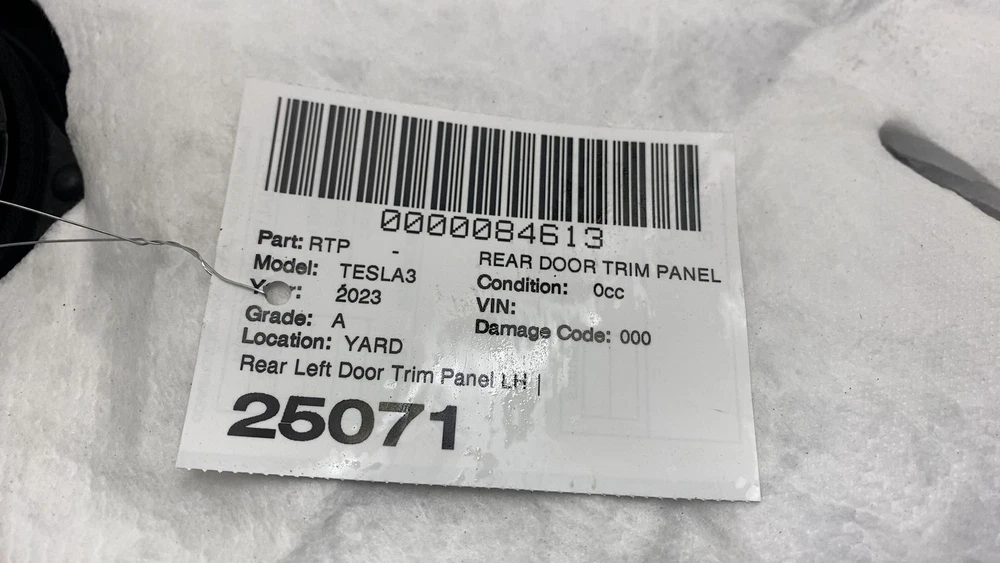 0000084613
Part: RTP - REAR DOOR TRIM PANEL
Model: TESLA3 Condition: 0cc
Year: 2023 VIN:
Grade: A Damage Code: 000
Location: YARD
Rear Left Door Trim Panel LH |
25071